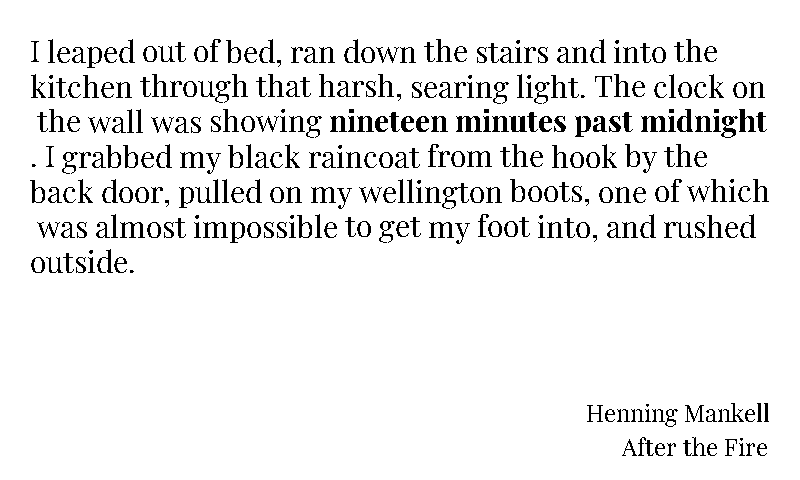 I leaped out of bed, ran down the stairs and into the
kitchen through that harsh, searing light. The clock on
the wall was showing nineteen minutes past midnight
. I grabbed my black raincoat from the hook by the
back door, pulled on my wellington boots, one of which
was almost impossible to get my foot into, and rushed
outside.
Henning Mankell
After the Fire